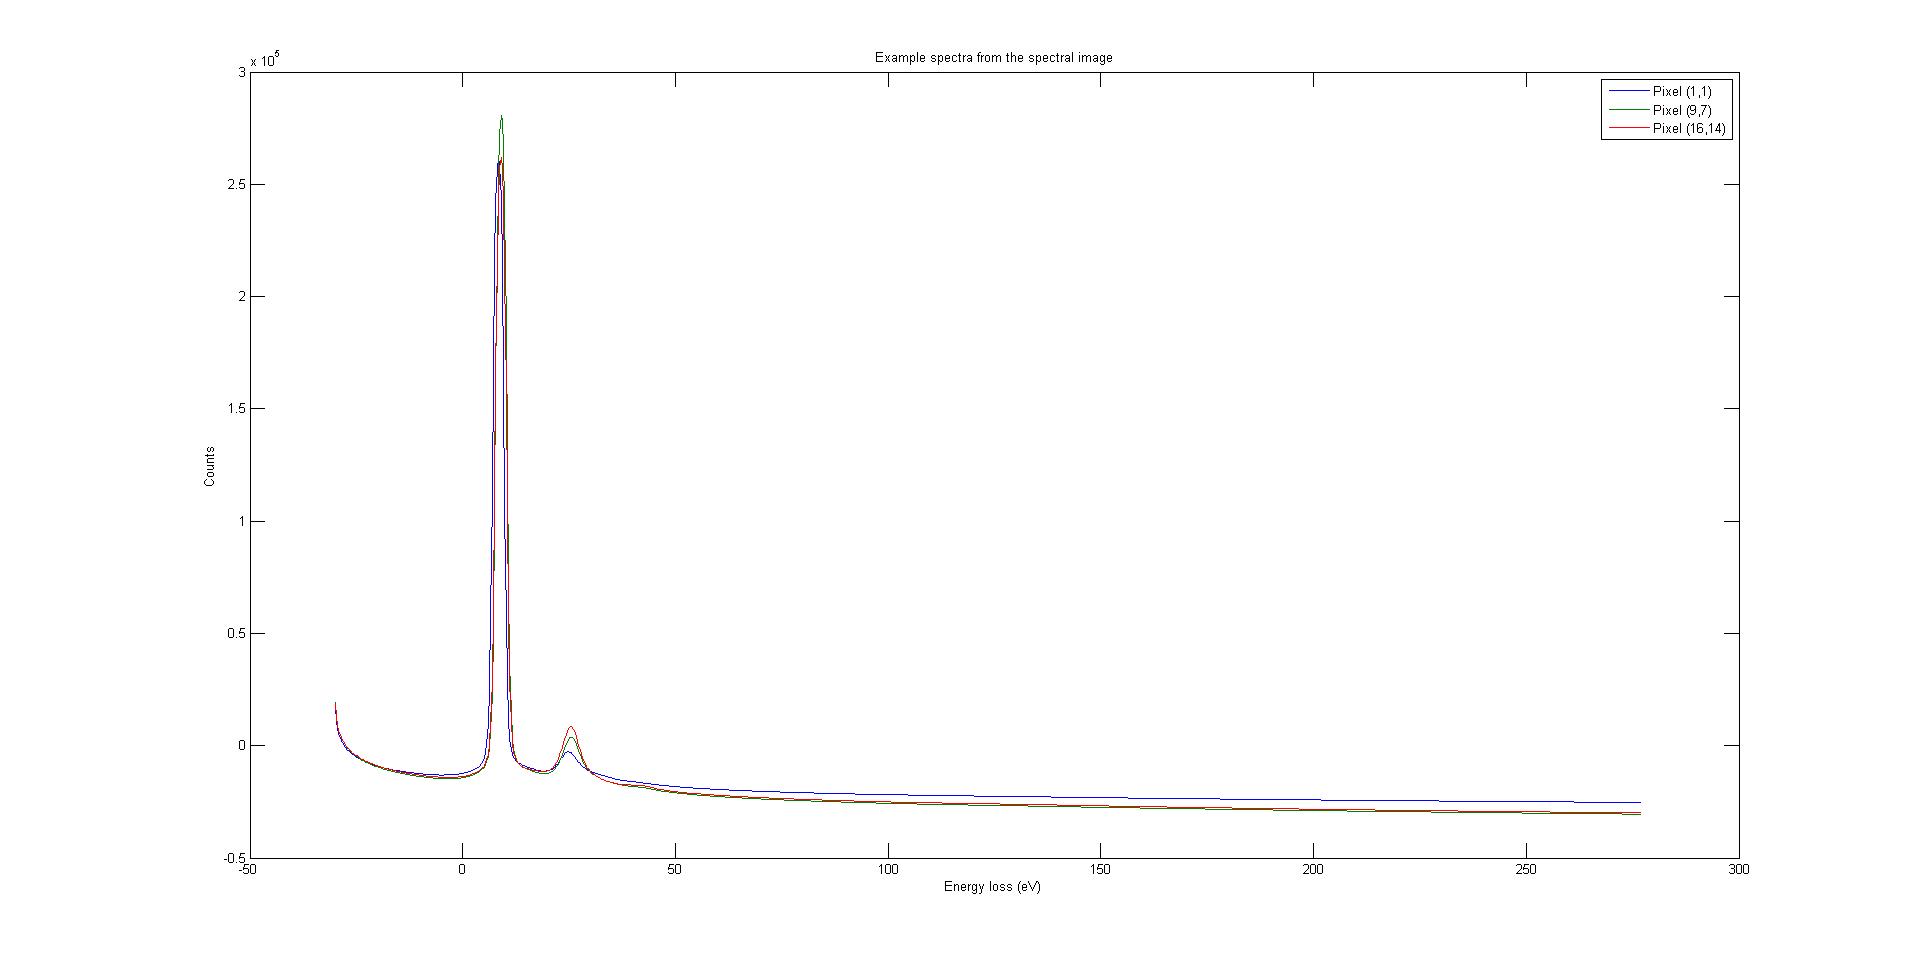 Example spectra from the spectral image
x 10^5
3
2.5
2
1.5
1
0.5
0
-0.5
Counts
-50
0
50
100
150
200
250
300
Energy loss (eV)
Pixel (1,1)
Pixel (9,7)
Pixel (16,14)